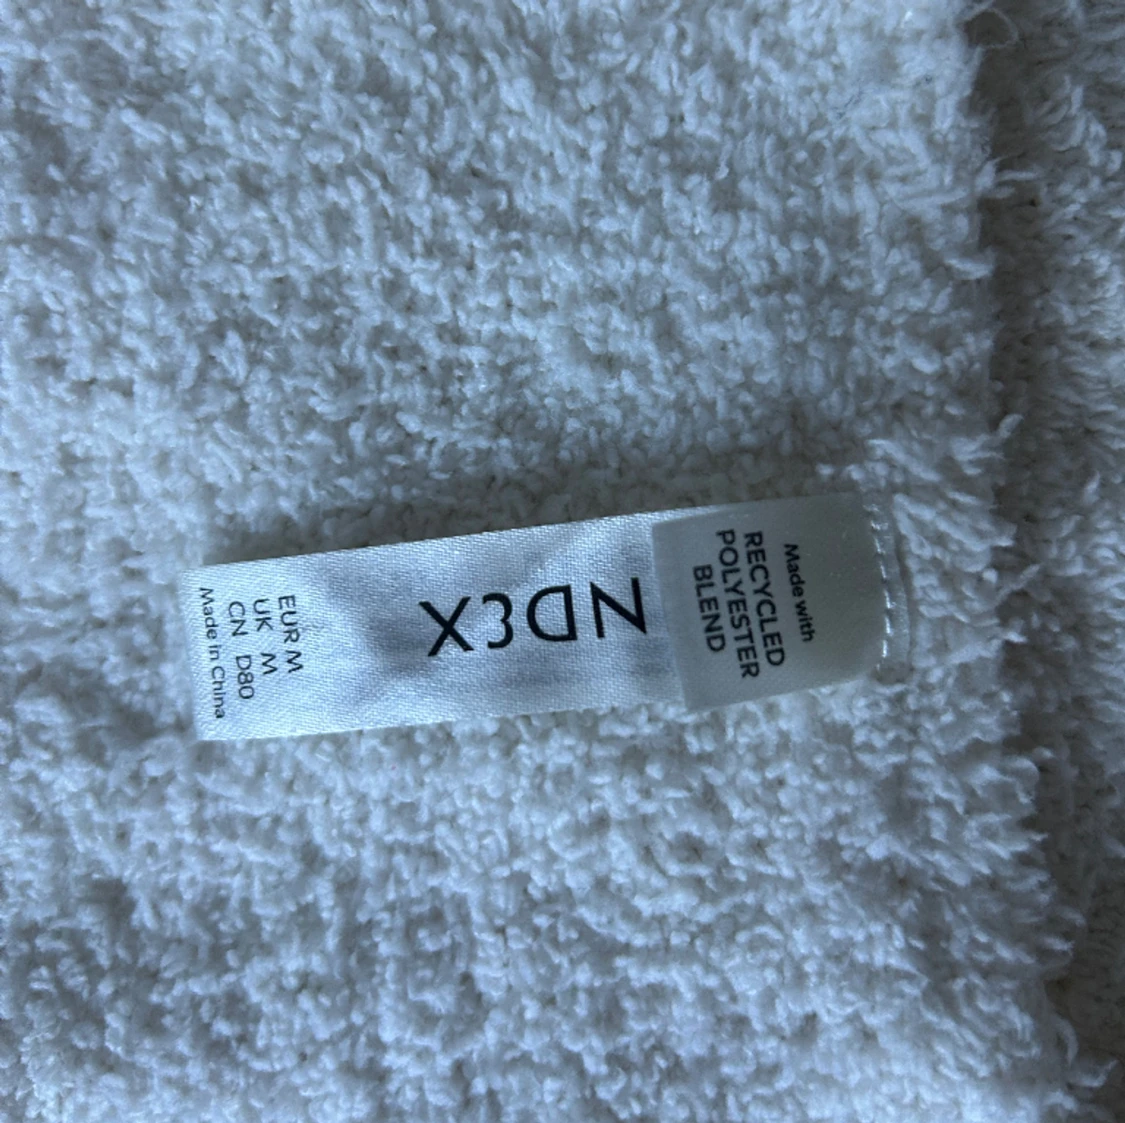 Made with
RECYCLED
POLYESTER
BLEND
NDEX
EUR M
UK M
CN D80
Made in China